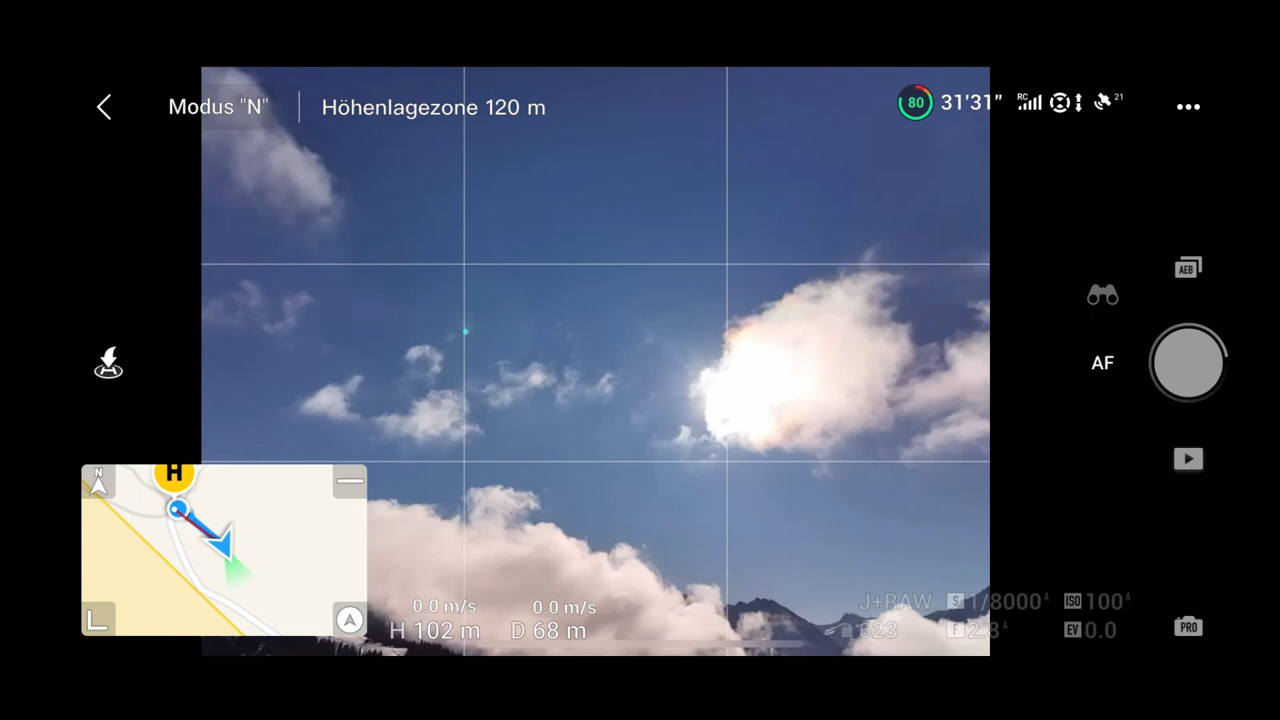 Modus "N" Höhenlagezone 120 m 80 31'31" RC 21
AEB
AF
N H
0.0 m/s 0.0 m/s
H 102 m D 68 m
J+RAW S 1/8000 A ISO 100 A
623 F 2.8 A EV 0.0
PRO